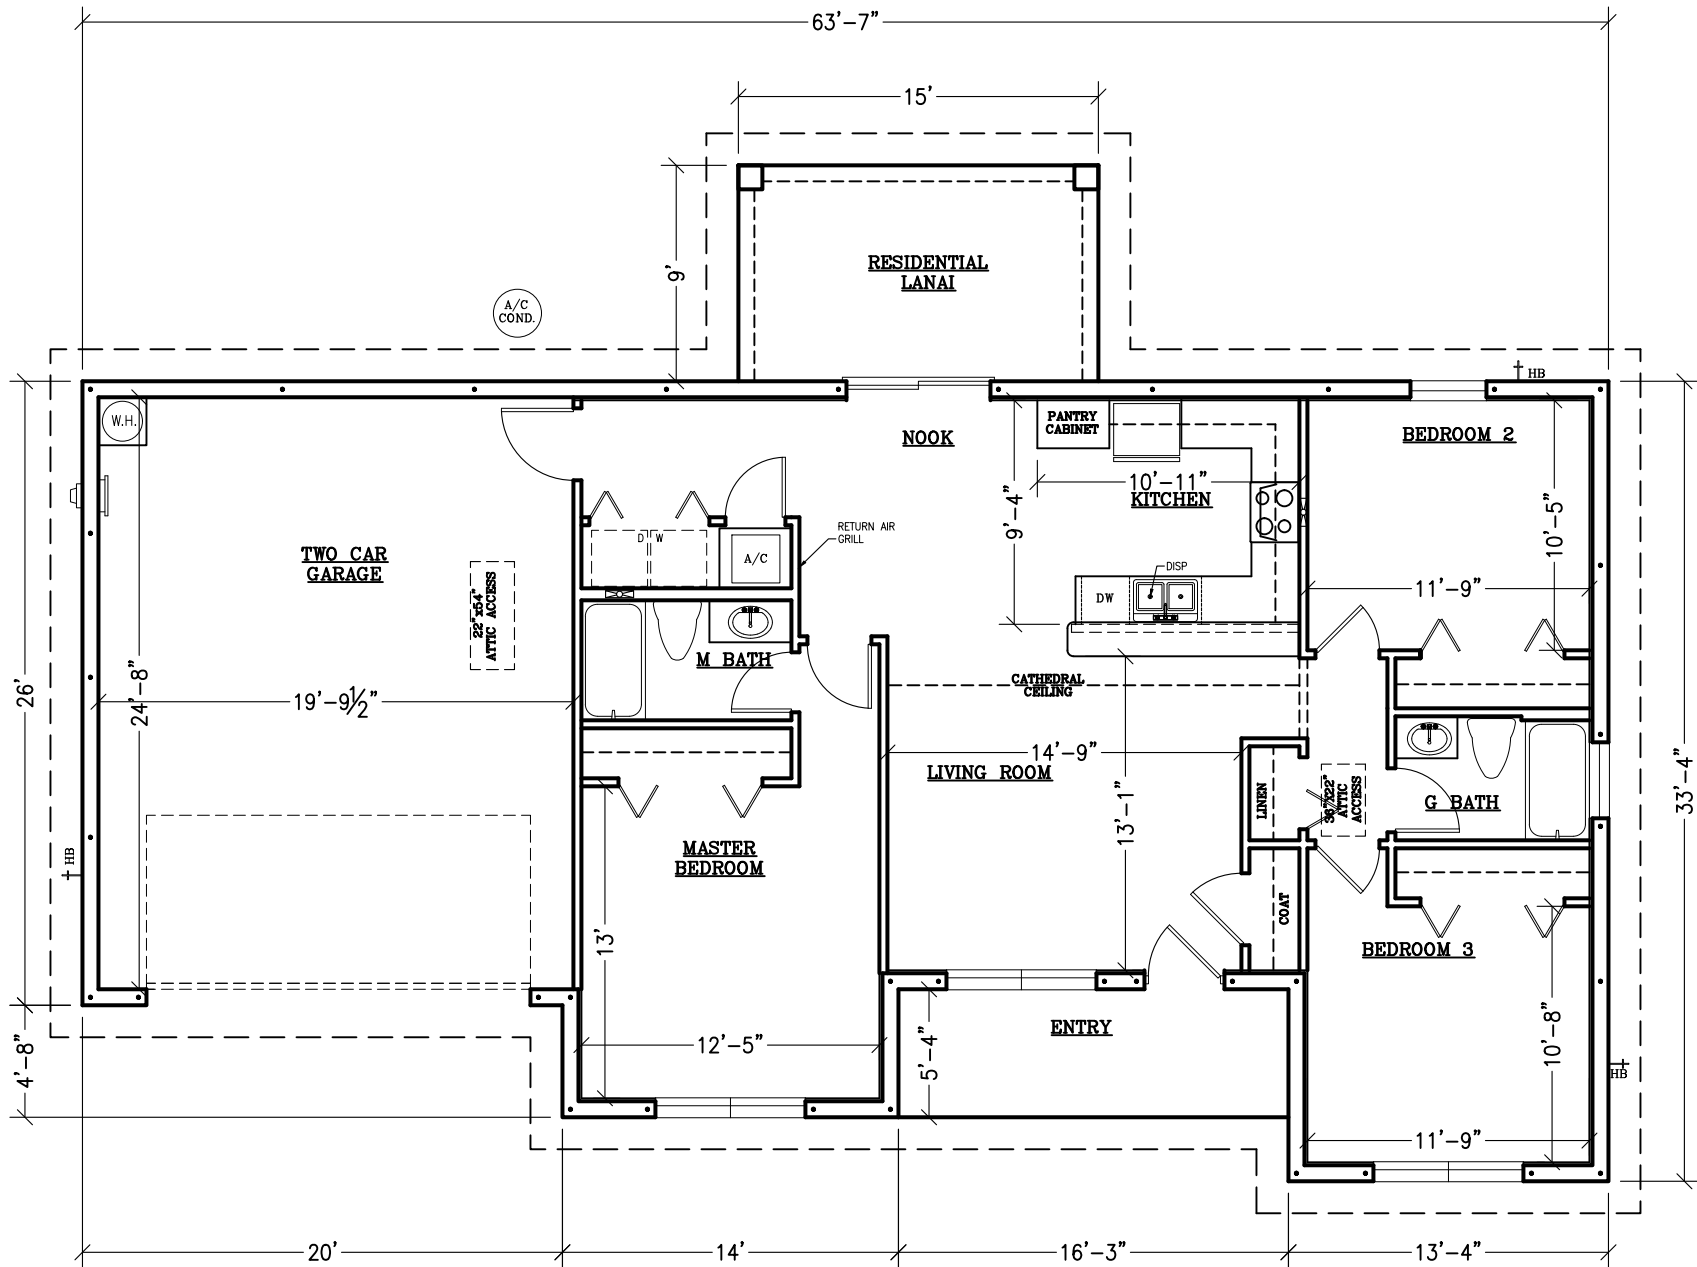 63'-7"
15'
9'
RESIDENTIAL
LANAI
A/C
COND.
HB
W.H.
PANTRY
CABINET
NOOK
BEDROOM 2
10'-11"
KITCHEN
9'-4"
10'-5"
RETURN AIR
GRILL
TWO CAR
GARAGE
D
W
A/C
DISP
DW
11'-9"
22"x54"
ATTIC ACCESS
M BATH
CATHEDRAL
CEILING
26'
24'-8"
19'-9½"
14'-9"
LIVING ROOM
13'-1"
LINEN
36"X22"
ATTIC
ACCESS
G BATH
33'-4"
HB
MASTER
BEDROOM
COAT
13'
BEDROOM 3
ENTRY
4'-8"
12'-5"
5'-4"
10'-8"
HB
11'-9"
20'
14'
16'-3"
13'-4"